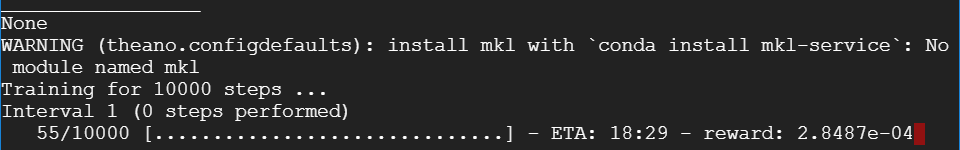 None
WARNING (theano.configdefaults): install mkl with `conda install mkl-service`: No
module named mkl
Training for 10000 steps ...
Interval 1 (0 steps performed)
55/10000 [..............................] - ETA: 18:29 - reward: 2.8487e-04